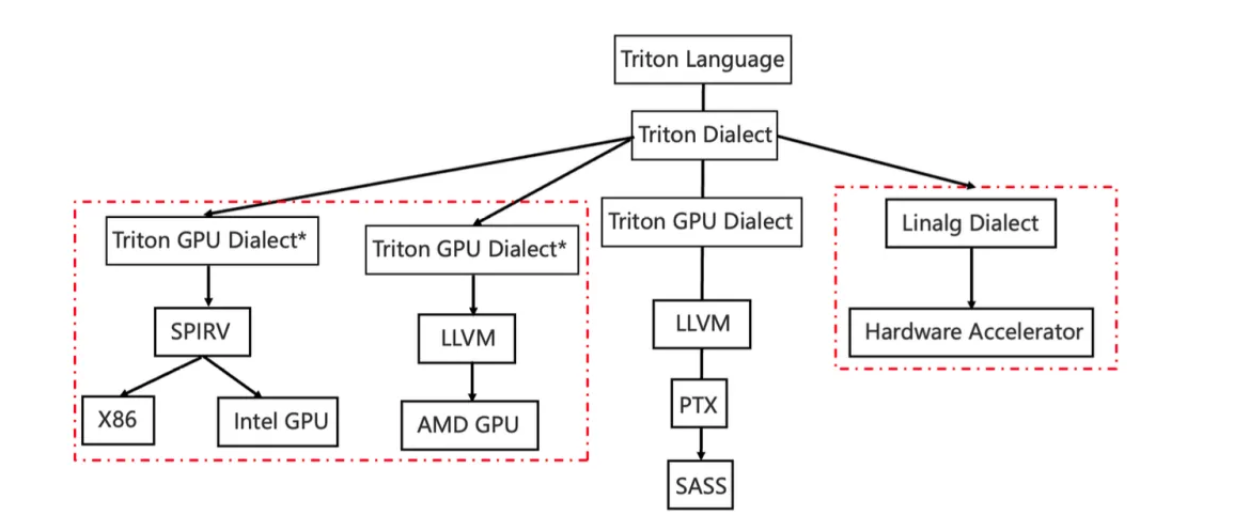 Triton Language
Triton Dialect
Triton GPU Dialect*
Triton GPU Dialect*
Triton GPU Dialect
Linalg Dialect
SPIRV
LLVM
LLVM
Hardware Accelerator
X86
Intel GPU
AMD GPU
PTX
SASS